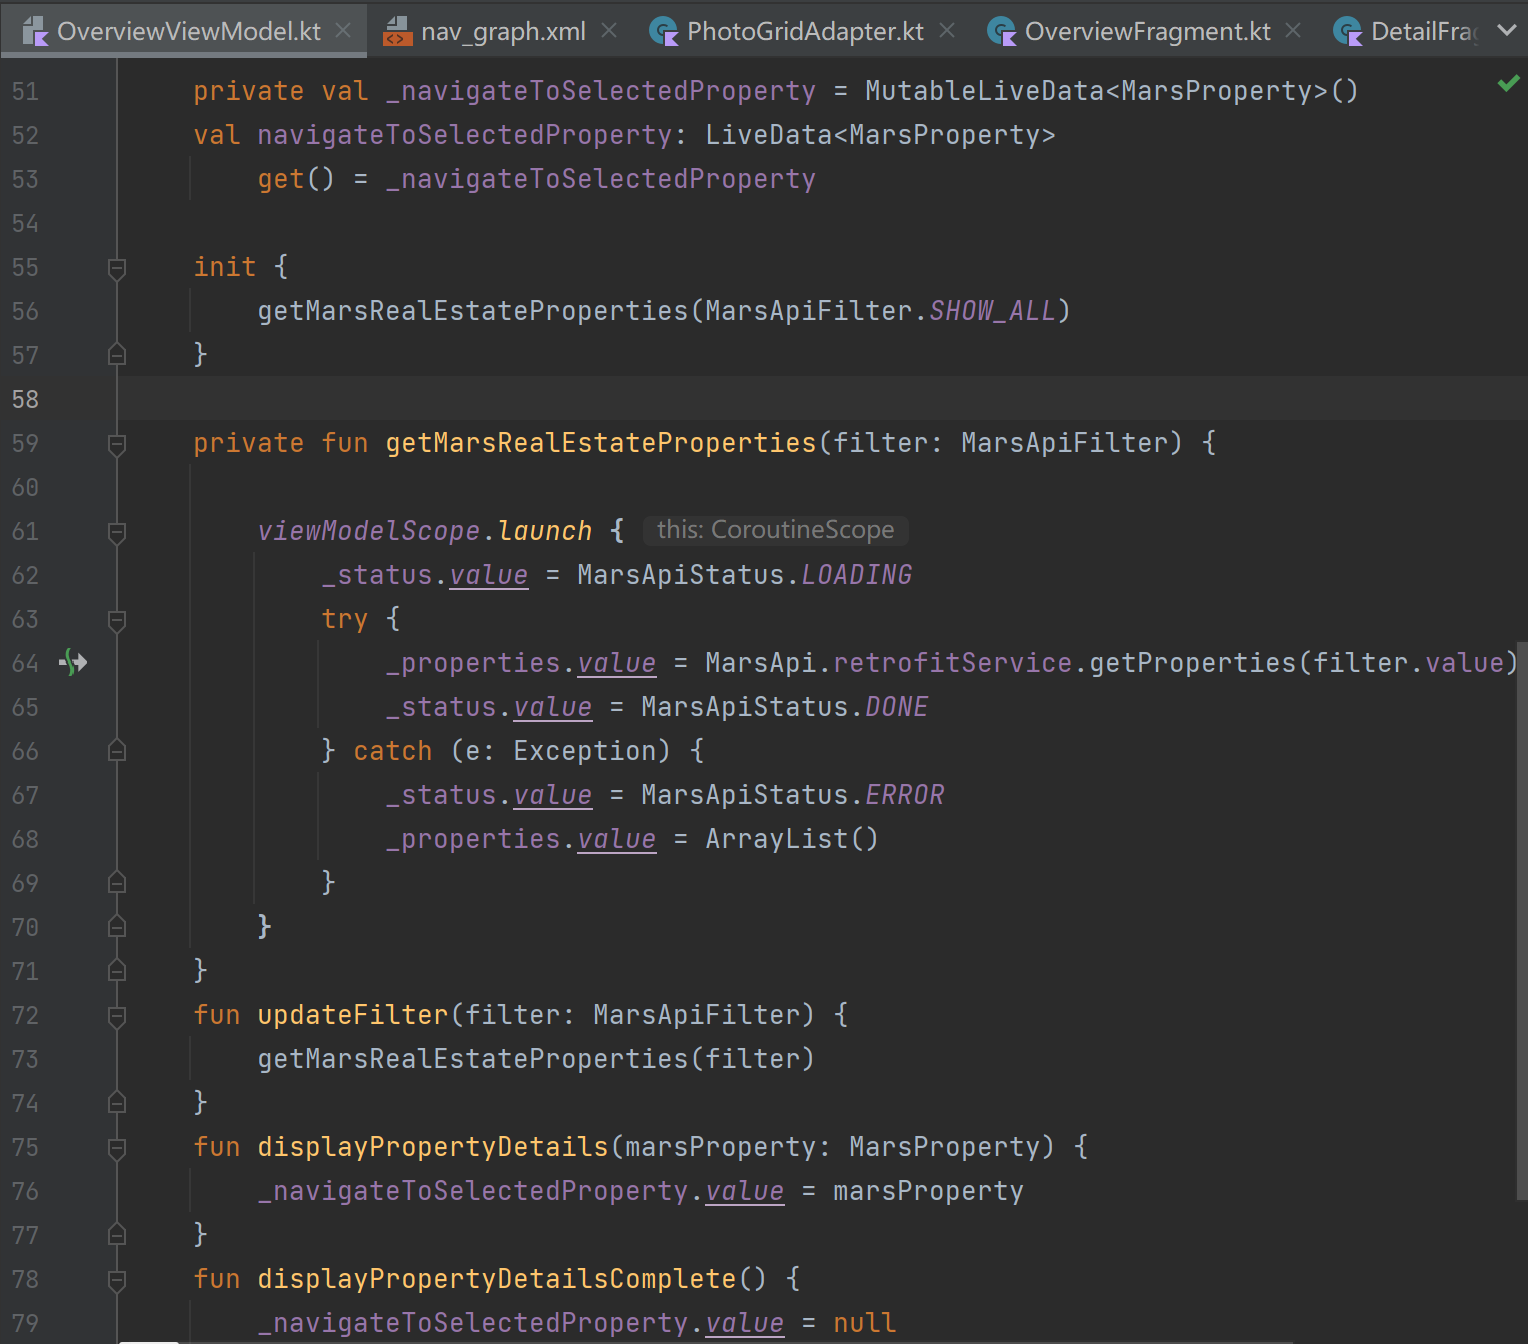 OverviewViewModel.kt nav_graph.xml PhotoGridAdapter.kt OverviewFragment.kt DetailFra
51 private val _navigateToSelectedProperty = MutableLiveData<MarsProperty>()
52 val navigateToSelectedProperty: LiveData<MarsProperty>
53 get() = _navigateToSelectedProperty
54
55 init {
56 getMarsRealEstateProperties(MarsApiFilter.SHOW_ALL)
57 }
58
59 private fun getMarsRealEstateProperties(filter: MarsApiFilter) {
60
61 viewModelScope.launch { this: CoroutineScope
62 _status.value = MarsApiStatus.LOADING
63 try {
64 _properties.value = MarsApi.retrofitService.getProperties(filter.value)
65 _status.value = MarsApiStatus.DONE
66 } catch (e: Exception) {
67 _status.value = MarsApiStatus.ERROR
68 _properties.value = ArrayList()
69 }
70 }
71 }
72 fun updateFilter(filter: MarsApiFilter) {
73 getMarsRealEstateProperties(filter)
74 }
75 fun displayPropertyDetails(marsProperty: MarsProperty) {
76 _navigateToSelectedProperty.value = marsProperty
77 }
78 fun displayPropertyDetailsComplete() {
79 _navigateToSelectedProperty.value = null